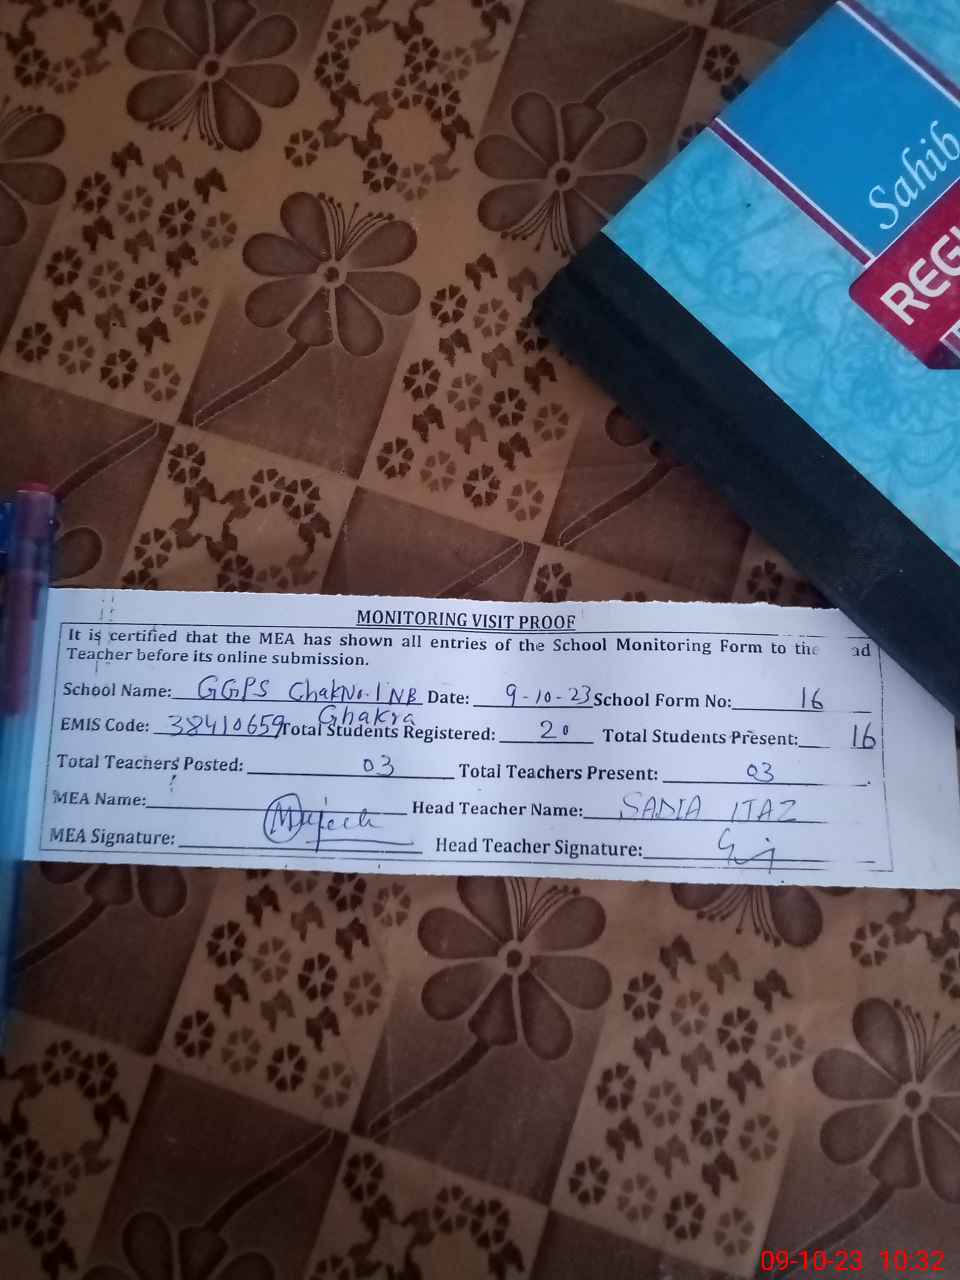 Sahib
REG
MONITORING VISIT PROOF
It is certified that the MEA has shown all entries of the School Monitoring Form to the ad
Teacher before its online submission.
School Name: GGPS Chak No. 1 NB Date: 9-10-23 School Form No: 16
Ghakra
EMIS Code: 38410659 Total Students Registered: 20 Total Students Present: 16
Total Teachers Posted: 03 Total Teachers Present: 03
MEA Name: Head Teacher Name: SADIA IJAZ
MEA Signature: Head Teacher Signature:
09-10-23 10:32